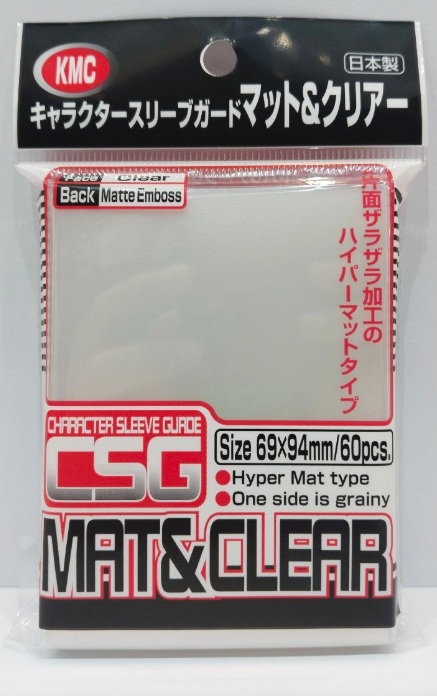 KMC
日本製
キャラクタースリーブガードマット&クリアー
Face Clear
Back Matte Emboss
片面ザラザラ加工の
ハイパーマットタイプ
CHARACTER SLEEVE GUADE
CSG
Size 69×94mm/60pcs.
●Hyper Mat type
●One side is grainy
MAT&CLEAR